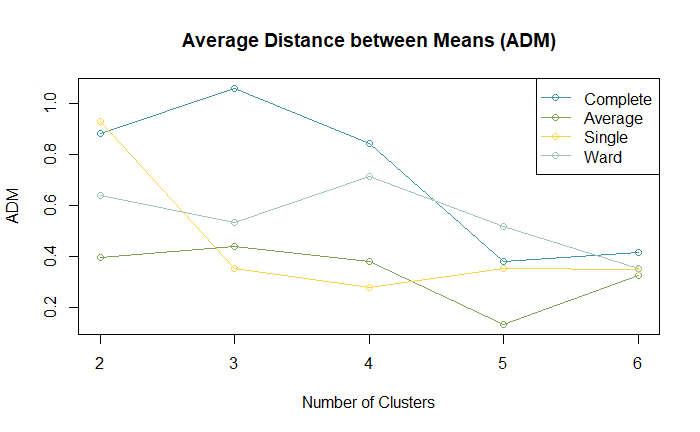 Average Distance between Means (ADM)
Complete
Average
Single
Ward
ADM
1.0
0.8
0.6
0.4
0.2
2 3 4 5 6
Number of Clusters